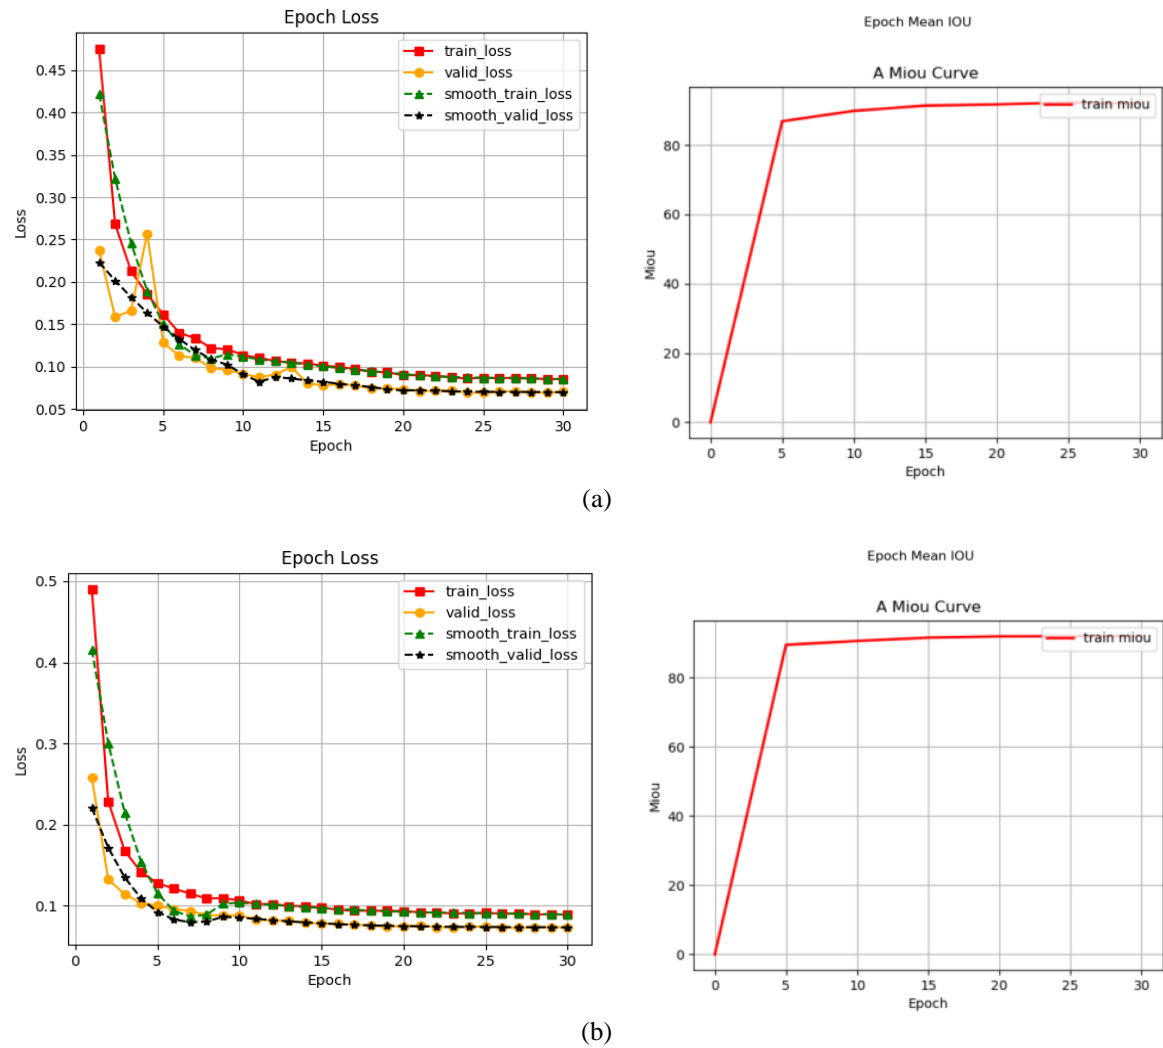 Epoch Loss
train_loss
valid_loss
smooth_train_loss
smooth_valid_loss
0.45
0.40
0.35
0.30
0.25
0.20
0.15
0.10
0.05
Loss
0 5 10 15 20 25 30
Epoch
Epoch Mean IOU
A Miou Curve
train miou
80
60
40
20
0
Miou
0 5 10 15 20 25 30
Epoch
(a)
Epoch Loss
train_loss
valid_loss
smooth_train_loss
smooth_valid_loss
0.5
0.4
0.3
0.2
0.1
Loss
0 5 10 15 20 25 30
Epoch
Epoch Mean IOU
A Miou Curve
train miou
80
60
40
20
0
Miou
0 5 10 15 20 25 30
Epoch
(b)